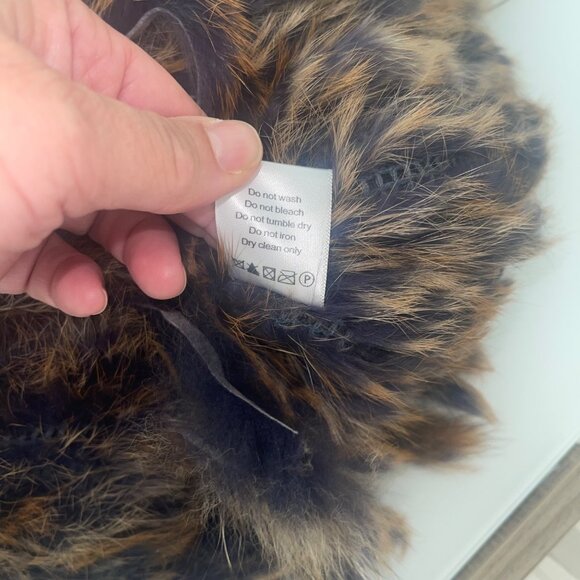 Do not wash
Do not bleach
Do not tumble dry
Do not iron
Dry clean only
P